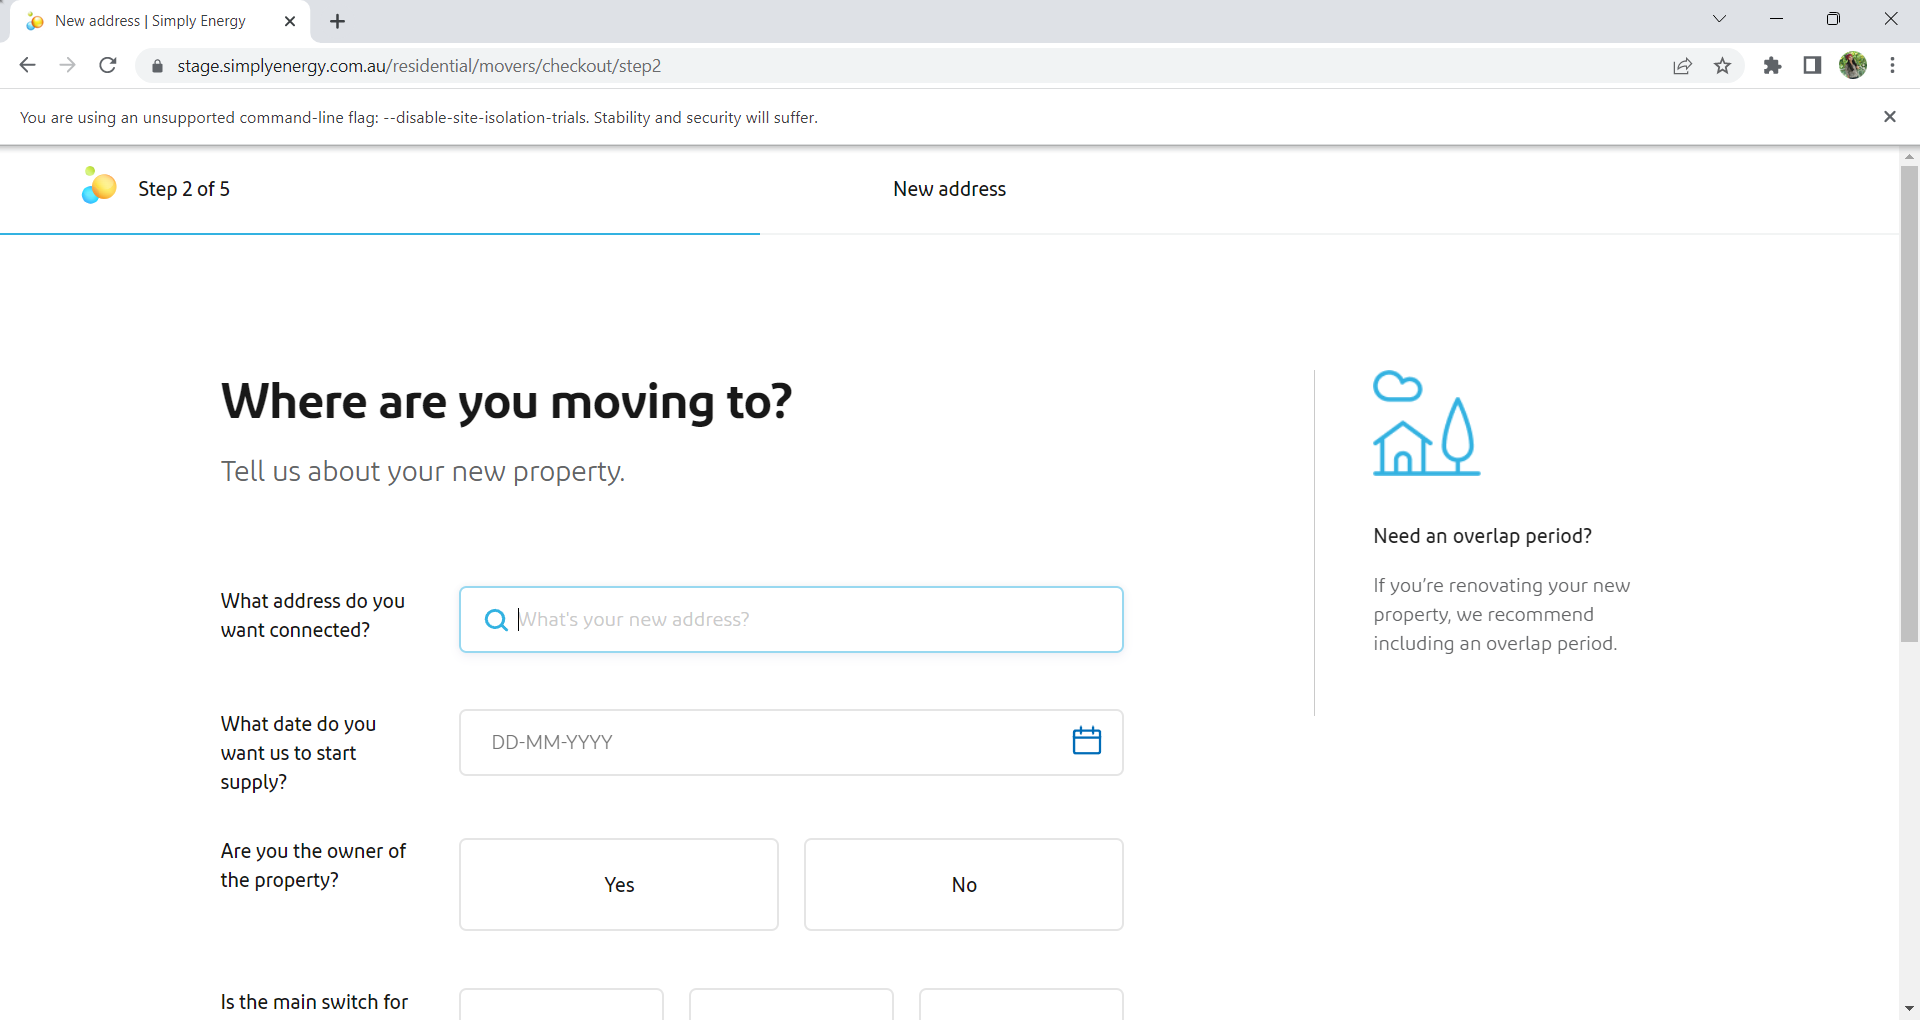 New address | Simply Energy
stage.simplyenergy.com.au/residential/movers/checkout/step2
You are using an unsupported command-line flag: --disable-site-isolation-trials. Stability and security will suffer.
Step 2 of 5
New address
Where are you moving to?
Tell us about your new property.
What address do you
want connected?
What's your new address?
What date do you
want us to start
supply?
DD-MM-YYYY
Are you the owner of
the property?
Yes
No
Is the main switch for
Need an overlap period?
If you’re renovating your new
property, we recommend
including an overlap period.